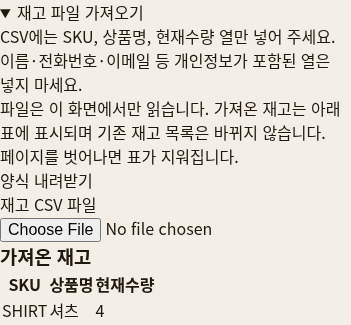 ▼ 재고 파일 가져오기
CSV에는 SKU, 상품명, 현재수량 열만 넣어 주세요.
이름·전화번호·이메일 등 개인정보가 포함된 열은
넣지 마세요.
파일은 이 화면에서만 읽습니다. 가져온 재고는 아래
표에 표시되며 기존 재고 목록은 바뀌지 않습니다.
페이지를 벗어나면 표가 지워집니다.
양식 내려받기
재고 CSV 파일
Choose File No file chosen
가져온 재고
SKU 상품명 현재수량
SHIRT 셔츠 4